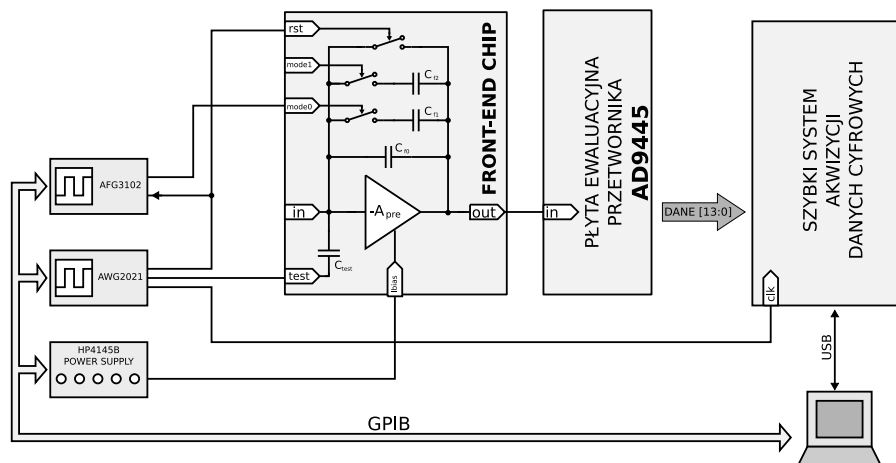 rst
mode1
mode0
in
test
C f2
C f1
C f0
-A pre
C test
Ibias
out
FRONT-END CHIP
in
PŁYTA EWALUACYJNA
PRZETWORNIKA
AD9445
DANE [13:0]
SZYBKI SYSTEM
AKWIZYCJI
DANYCH CYFROWYCH
clk
AFG3102
AWG2021
HP4145B
POWER SUPPLY
USB
GPIB